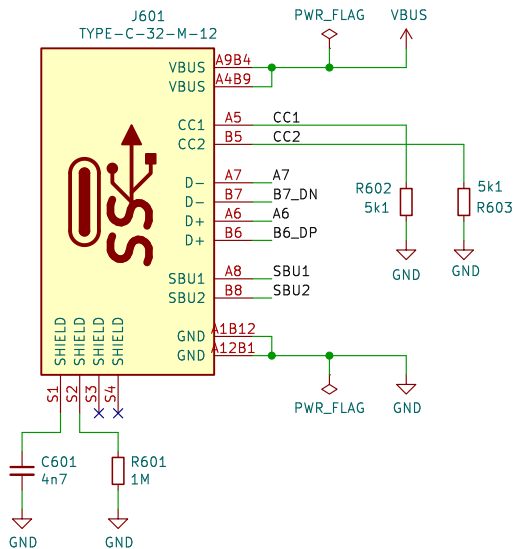 J601
TYPE-C-32-M-12
PWR_FLAG
VBUS
VBUS
A9B4
VBUS
A4B9
CC1
A5
CC1
CC2
B5
CC2
D-
A7
A7
D-
B7
B7_DN
D+
A6
A6
D+
B6
B6_DP
R602
5k1
5k1
R603
GND
GND
SBU1
A8
SBU1
SBU2
B8
SBU2
GND
A1B12
GND
A12B1
SHIELD
SHIELD
SHIELD
SHIELD
S1
S2
S3
S4
PWR_FLAG
GND
C601
4n7
R601
1M
GND
GND
SS